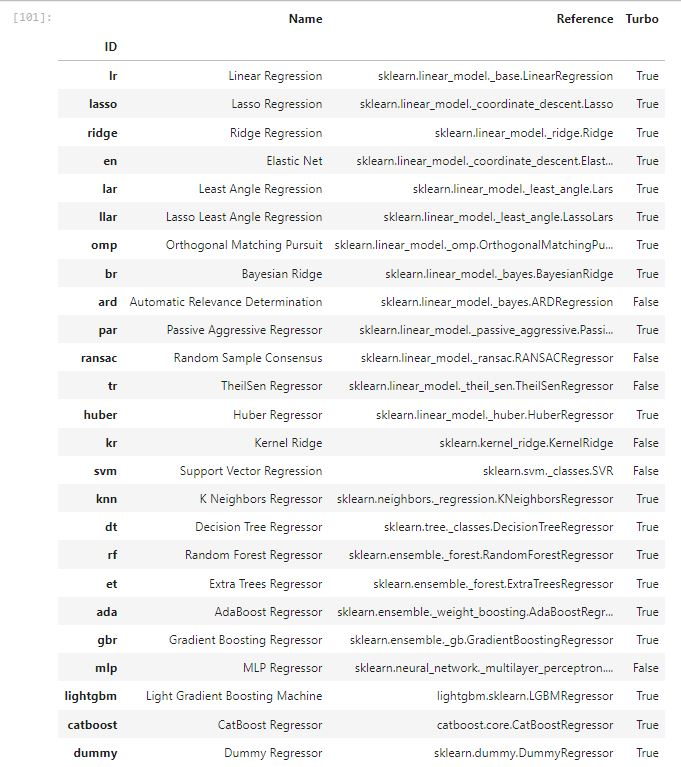 [101]: Name Reference Turbo
ID
lr Linear Regression sklearn.linear_model._base.LinearRegression True
lasso Lasso Regression sklearn.linear_model._coordinate_descent.Lasso True
ridge Ridge Regression sklearn.linear_model._ridge.Ridge True
en Elastic Net sklearn.linear_model._coordinate_descent.Elast... True
lar Least Angle Regression sklearn.linear_model._least_angle.Lars True
llar Lasso Least Angle Regression sklearn.linear_model._least_angle.LassoLars True
omp Orthogonal Matching Pursuit sklearn.linear_model._omp.OrthogonalMatchingPu... True
br Bayesian Ridge sklearn.linear_model._bayes.BayesianRidge True
ard Automatic Relevance Determination sklearn.linear_model._bayes.ARDRegression False
par Passive Aggressive Regressor sklearn.linear_model._passive_aggressive.Passi... True
ransac Random Sample Consensus sklearn.linear_model._ransac.RANSACRegressor False
tr TheilSen Regressor sklearn.linear_model._theil_sen.TheilSenRegressor False
huber Huber Regressor sklearn.linear_model._huber.HuberRegressor True
kr Kernel Ridge sklearn.kernel_ridge.KernelRidge False
svm Support Vector Regression sklearn.svm._classes.SVR False
knn K Neighbors Regressor sklearn.neighbors._regression.KNeighborsRegressor True
dt Decision Tree Regressor sklearn.tree._classes.DecisionTreeRegressor True
rf Random Forest Regressor sklearn.ensemble._forest.RandomForestRegressor True
et Extra Trees Regressor sklearn.ensemble._forest.ExtraTreesRegressor True
ada AdaBoost Regressor sklearn.ensemble._weight_boosting.AdaBoostRegr... True
gbr Gradient Boosting Regressor sklearn.ensemble._gb.GradientBoostingRegressor True
mlp MLP Regressor sklearn.neural_network._multilayer_perceptron.... False
lightgbm Light Gradient Boosting Machine lightgbm.sklearn.LGBMRegressor True
catboost CatBoost Regressor catboost.core.CatBoostRegressor True
dummy Dummy Regressor sklearn.dummy.DummyRegressor True